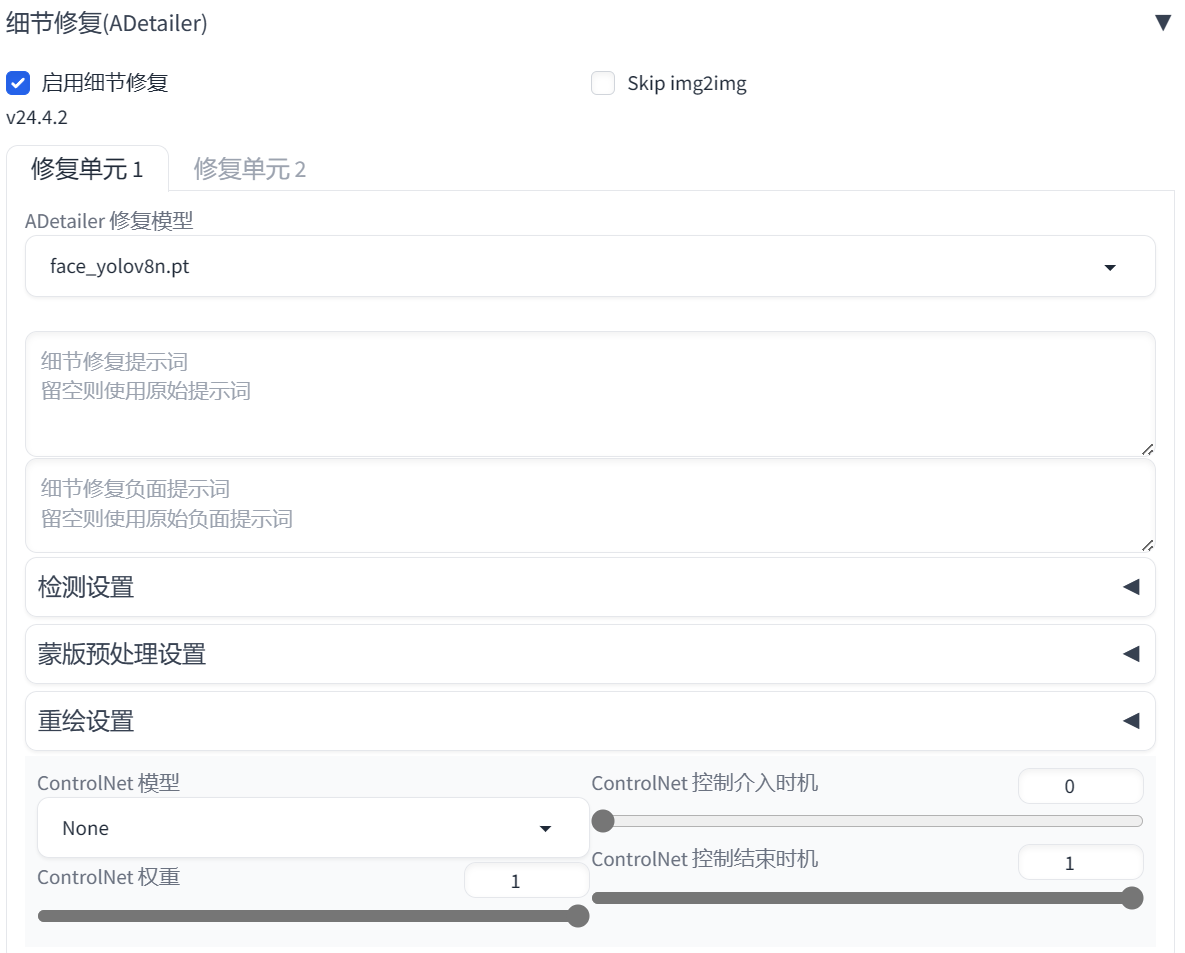 细节修复(ADetailer)
启用细节修复
Skip img2img
v24.4.2
修复单元 1
修复单元 2
ADetailer 修复模型
face_yolov8n.pt
细节修复提示词
留空则使用原始提示词
细节修复负面提示词
留空则使用原始负面提示词
检测设置
蒙版预处理设置
重绘设置
ControlNet 模型
None
ControlNet 权重
1
ControlNet 控制介入时机
0
ControlNet 控制结束时机
1